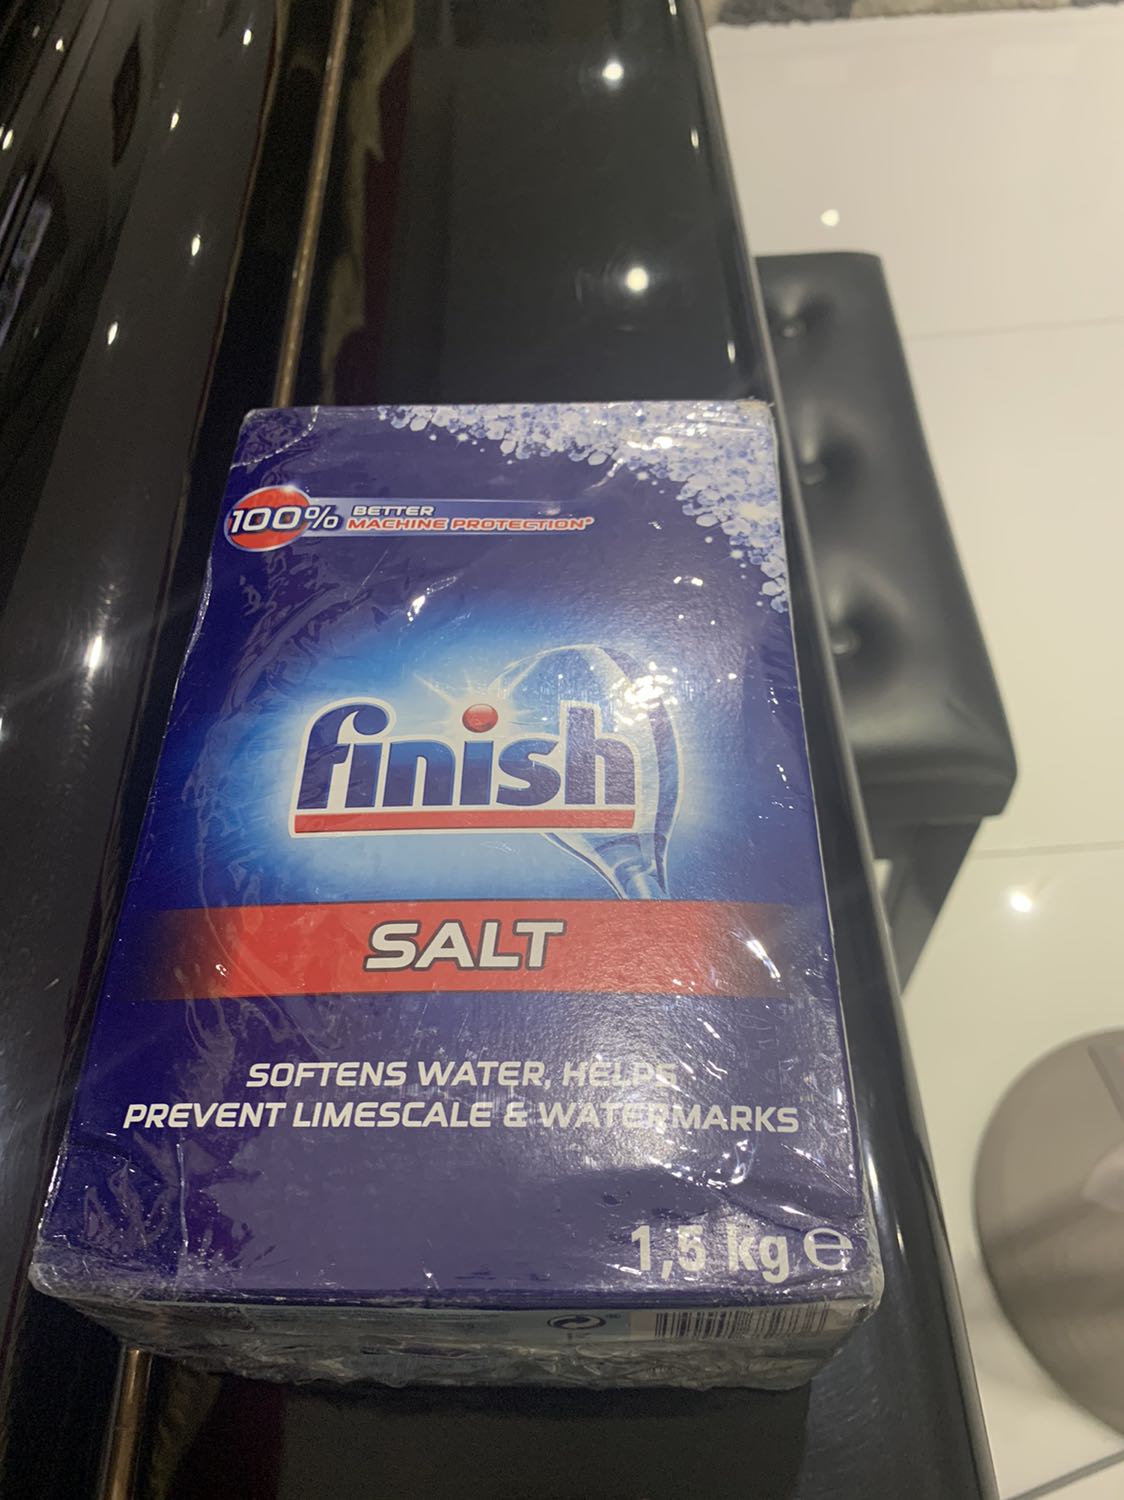 100% BETTER
MACHINE PROTECTION*
finish
SALT
SOFTENS WATER, HELPS
PREVENT LIMESCALE & WATERMARKS
1,5 kg ℮